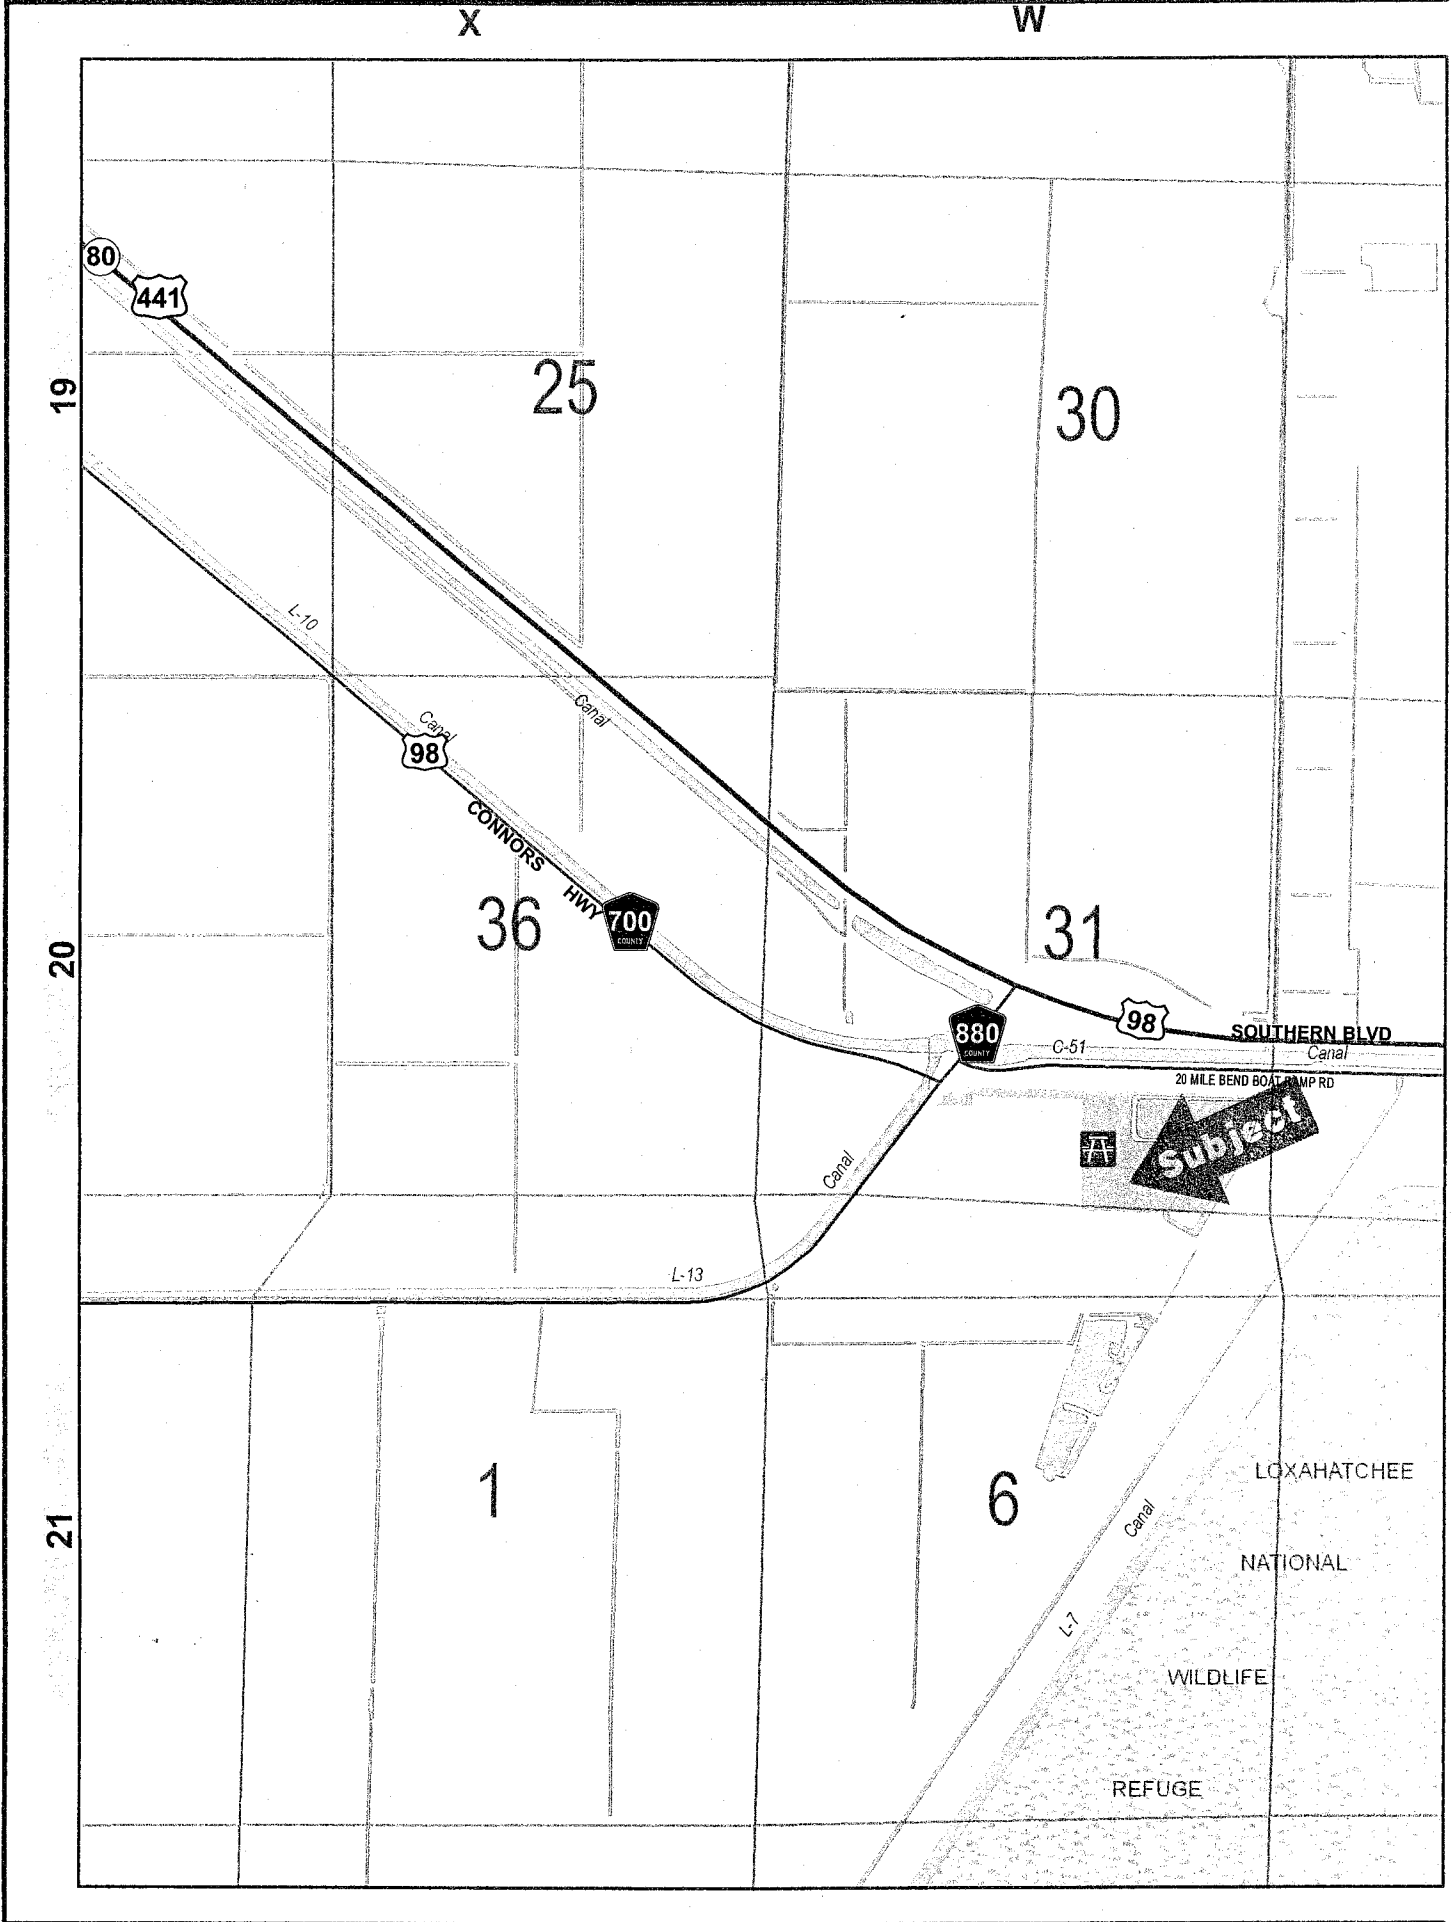 X
W
80
441
19
25
30
L-10
Canal
Canal
98
CONNORS
HWY
700
COUNTY
36
20
31
98
880
COUNTY
SOUTHERN BLVD
C-51
Canal
20 MILE BEND BOAT RAMP RD
Subject
Canal
L-13
1
6
LOXAHATCHEE
21
Canal
NATIONAL
L-7
WILDLIFE
REFUGE